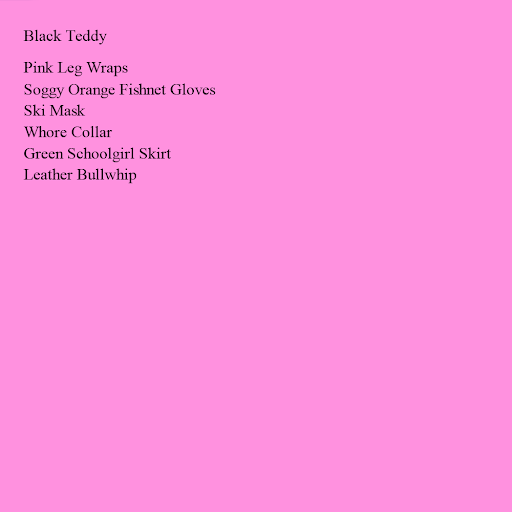 Black Teddy
Pink Leg Wraps
Soggy Orange Fishnet Gloves
Ski Mask
Whore Collar
Green Schoolgirl Skirt
Leather Bullwhip